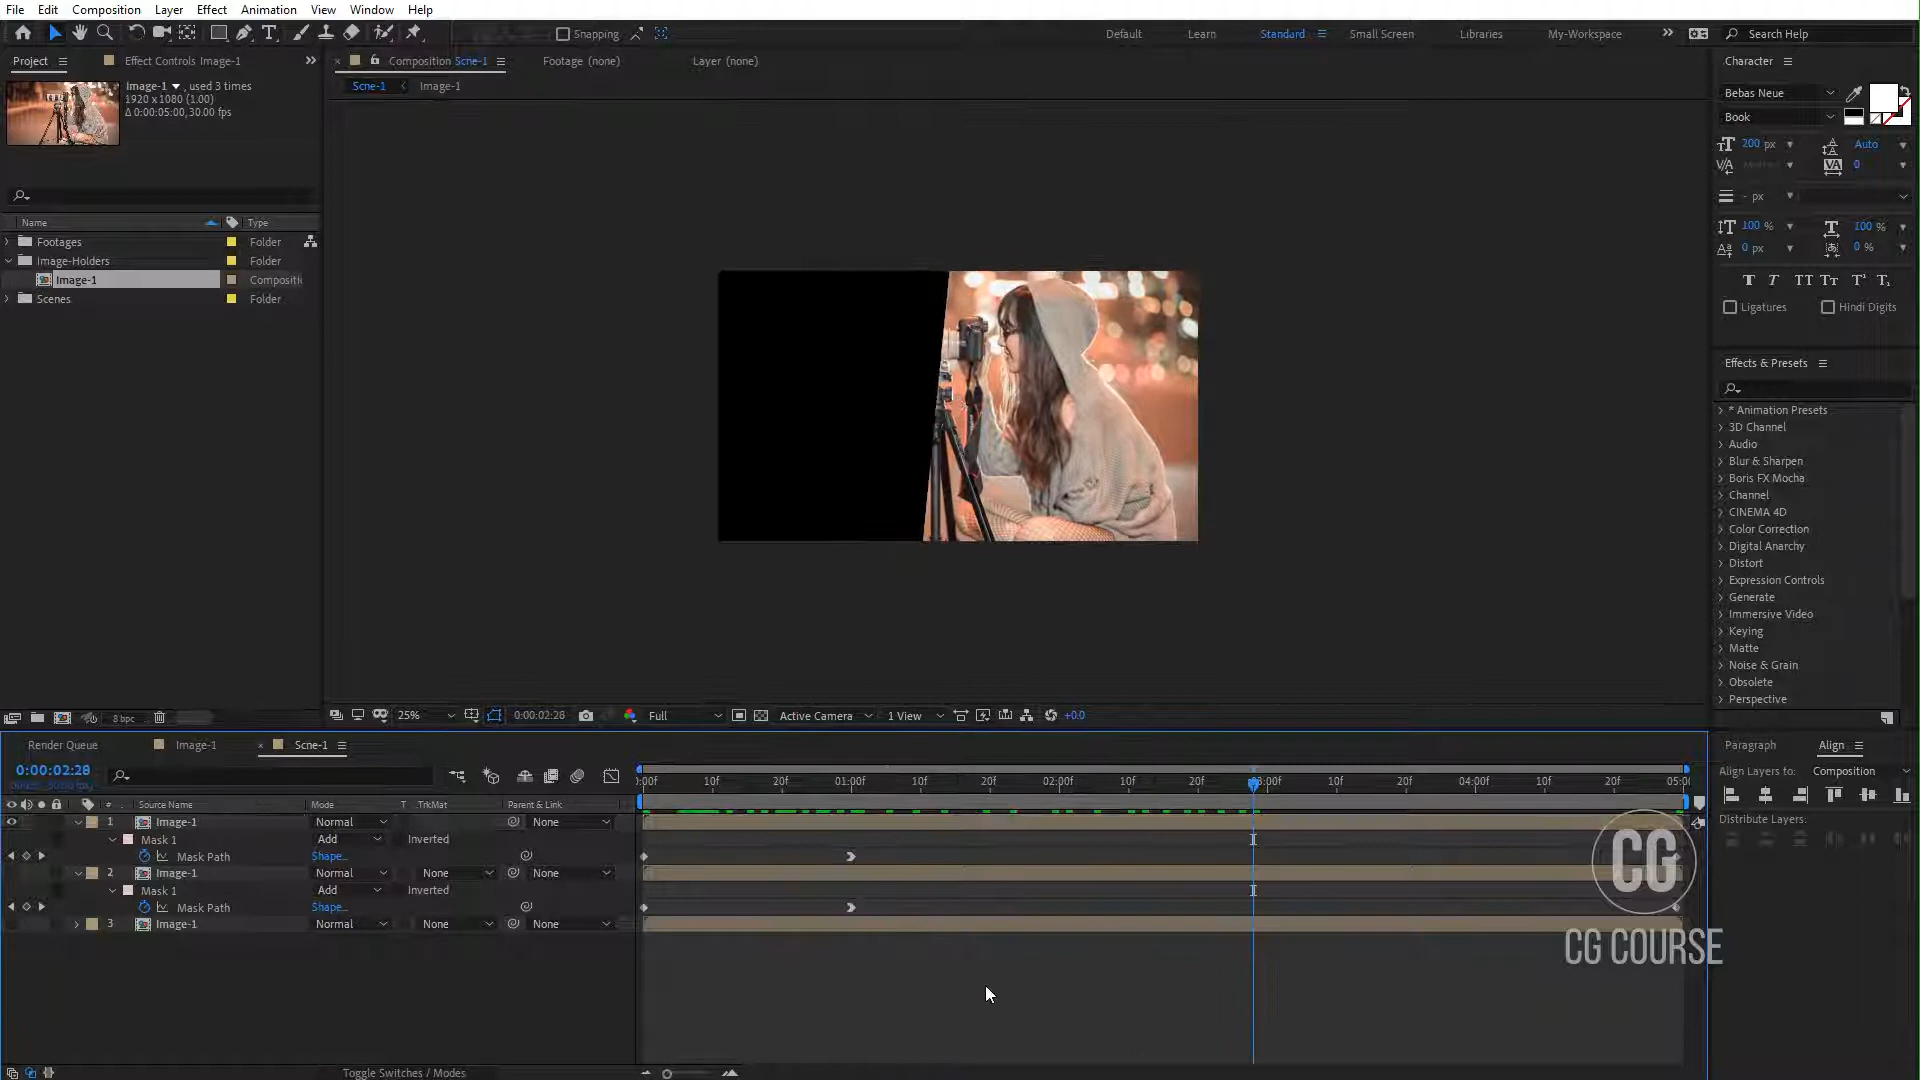 File Edit Composition Layer Effect Animation View Window Help
Snapping Default Learn Standard Small Screen Libraries My-Workspace Search Help
Project Effect Controls Image-1
Composition Scne-1 Footage (none) Layer (none)
Scne-1 Image-1
Image-1 , used 3 times
1920 x 1080 (1.00)
Δ 0:00:05:00, 30.00 fps
Name Type
Footages Folder
Image-Holders Folder
Image-1 Compositi
Scenes Folder
8 bpc
25% 0:00:02:28 Full Active Camera 1 View +0.0
Character
Bebas Neue
Book
200 px Auto
0
- px
100 % 100 %
0 px 0 %
Ligatures Hindi Digits
Effects & Presets
* Animation Presets
3D Channel
Audio
Blur & Sharpen
Boris FX Mocha
Channel
CINEMA 4D
Color Correction
Digital Anarchy
Distort
Expression Controls
Generate
Immersive Video
Keying
Matte
Noise & Grain
Obsolete
Perspective
Render Queue Image-1 Scne-1
0:00:02:28
:00f 10f 20f 01:00f 10f 20f 02:00f 10f 20f 10f 20f 04:00f 10f 20f
# Source Name Mode T TrkMat Parent & Link
1 Image-1 Normal None
Mask 1 Add Inverted
Mask Path Shape...
2 Image-1 Normal None None
Mask 1 Add Inverted
Mask Path Shape...
3 Image-1 Normal None None
Toggle Switches / Modes
Paragraph Align
Align Layers to: Composition
Distribute Layers:
CG
CG COURSE